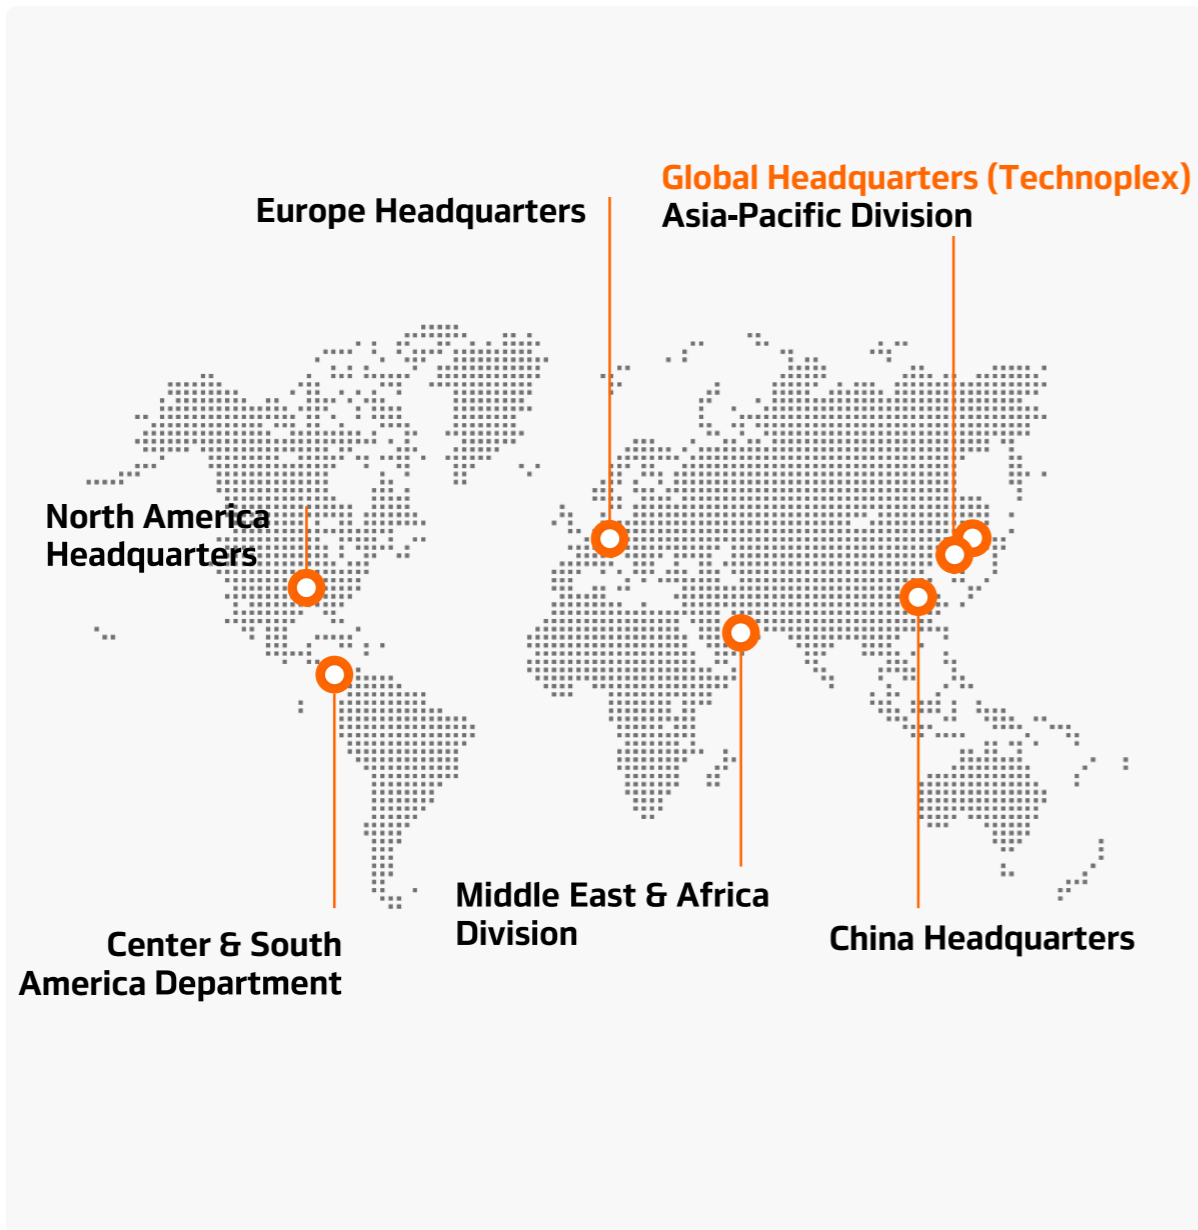 Global Headquarters (Technoplex)
Asia-Pacific Division
Europe Headquarters
North America
Headquarters
Middle East & Africa
Division
China Headquarters
Center & South
America Department